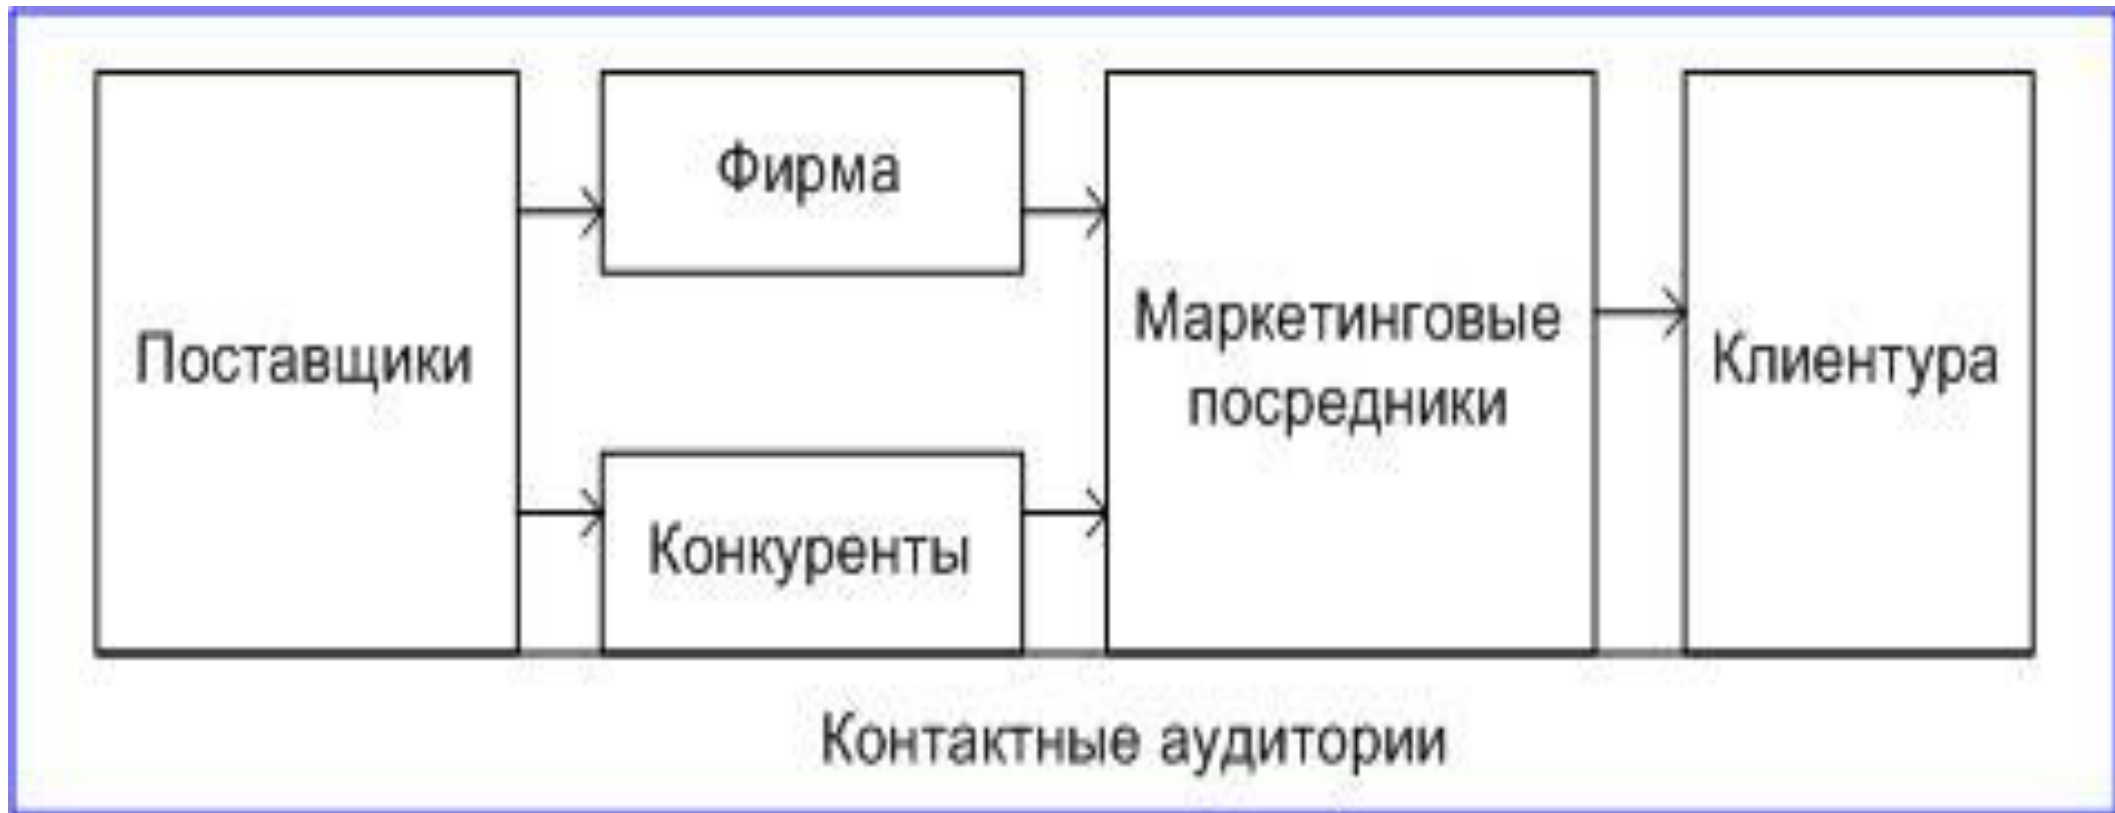 Поставщики
Фирма
Конкуренты
Маркетинговые
посредники
Клиентура
Контактные аудитории